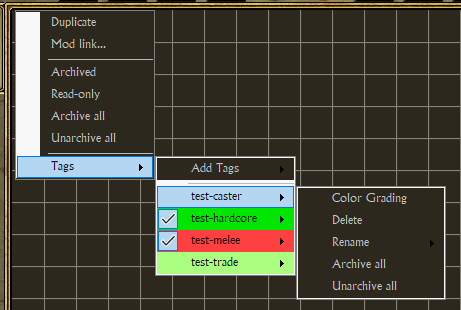 Duplicate
Mod link...
Archived
Read-only
Archive all
Unarchive all
Tags
Add Tags
test-caster
test-hardcore
test-melee
test-trade
Color Grading
Delete
Rename
Archive all
Unarchive all